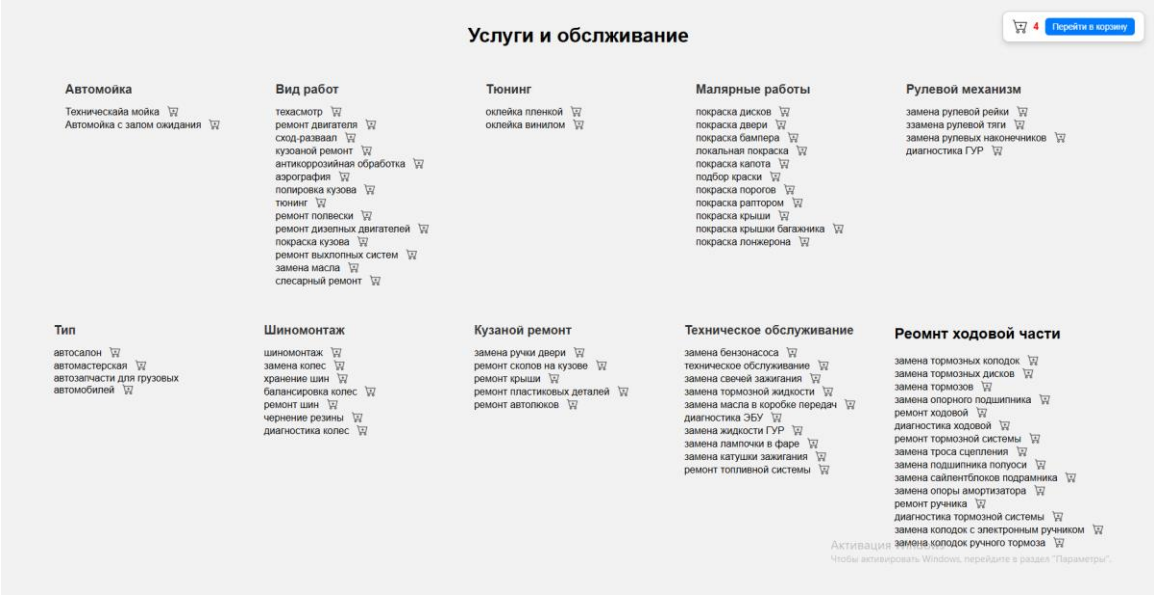 Услуги и обслживание
4 Перейти в корзину
Автомойка
Техническайа мойка
Автомойка с залом ожидания
Вид работ
техасмотр
ремонт двигателя
сход-разваал
кузоаной ремонт
антикоррозийная обработка
аэрография
полировка кузова
тюнинг
ремонт полвески
ремонт дизелных двигателей
покраска кузова
ремонт выхлопных систем
замена масла
слесарный ремонт
Тюнинг
оклейка пленкой
оклейка винилом
Малярные работы
покраска дисков
покраска двери
покраска бампера
локальная покраска
покраска капота
подбор краски
покраска порогов
покраска раптором
покраска крыши
покраска крышки багажника
покраска лонжерона
Рулевой механизм
замена рулевой рейки
ззамена рулевой тяги
замена рулевых наконечников
диагностика ГУР
Тип
автосалон
автомастерская
автозапчасти для грузовых
автомобилей
Шиномонтаж
шиномонтаж
замена колес
хранение шин
балансировка колес
ремонт шин
чернение резины
диагностика колес
Кузаной ремонт
замена ручки двери
ремонт сколов на кузове
ремонт крыши
ремонт пластиковых деталей
ремонт автолюков
Техническое обслуживание
замена бензонасоса
техническое обслуживание
замена свечей зажигания
замена тормозной жидкости
замена масла в коробке передач
диагностика ЭБУ
замена жидкости ГУР
замена лампочки в фаре
замена катушки зажигания
ремонт топливной системы
Реомнт ходовой части
замена тормозных колодок
замена тормозных дисков
замена тормозов
замена опорного подшипника
ремонт ходовой
диагностика ходовой
ремонт тормозной системы
замена троса сцепления
замена подшипника полуоси
замена сайлентблоков подрамника
замена опоры амортизатора
ремонт ручника
диагностика тормозной системы
замена колодок с электронным ручником
замена колодок ручного тормоза
Активация Windows
Чтобы активировать Windows, перейдите в раздел "Параметры".